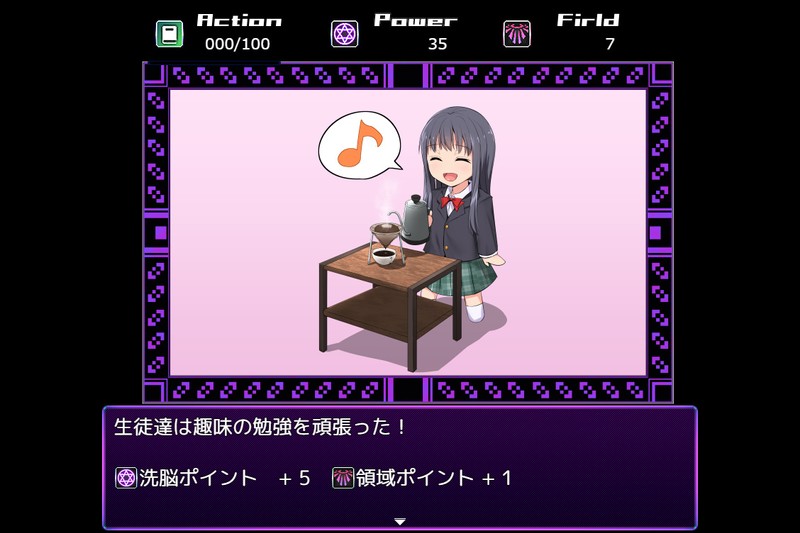 Action
000/100
Power
35
Firld
7
生徒達は趣味の勉強を頑張った！
洗脳ポイント　+ 5　領域ポイント + 1